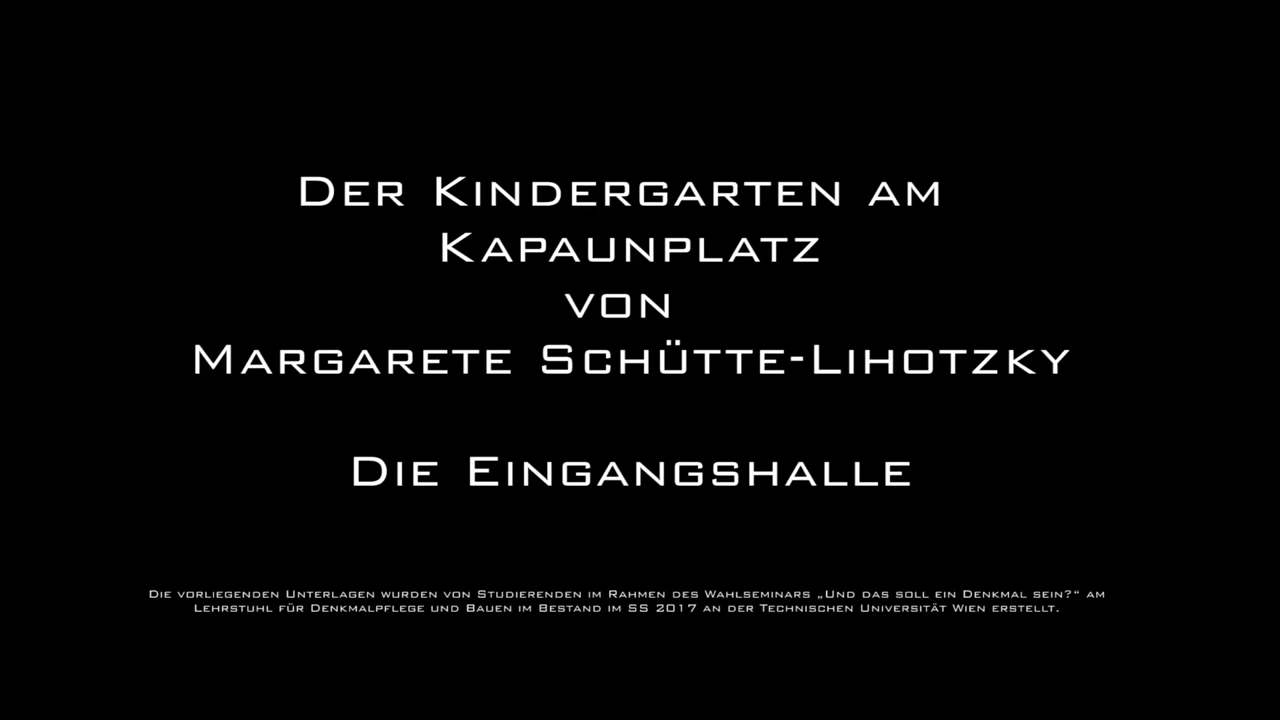 Der Kindergarten am
Kapaunplatz
von
Margarete Schütte-Lihotzky
Die Eingangshalle
Die vorliegenden Unterlagen wurden von Studierenden im Rahmen des Wahlseminars „Und das soll ein Denkmal sein?“ am
Lehrstuhl für Denkmalpflege und Bauen im Bestand im SS 2017 an der Technischen Universität Wien erstellt.